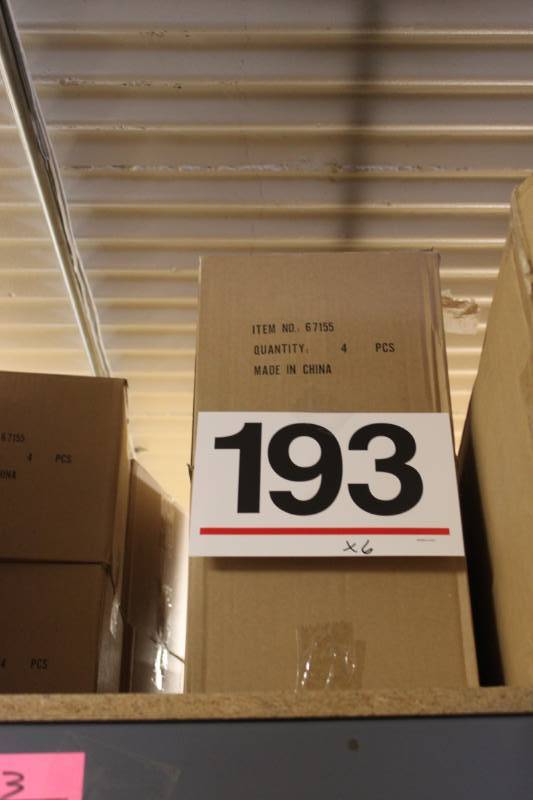 ITEM NO.: 67155
QUANTITY: 4 PCS
MADE IN CHINA
193
x6
67155
4 PCS
INA
4 PCS
3